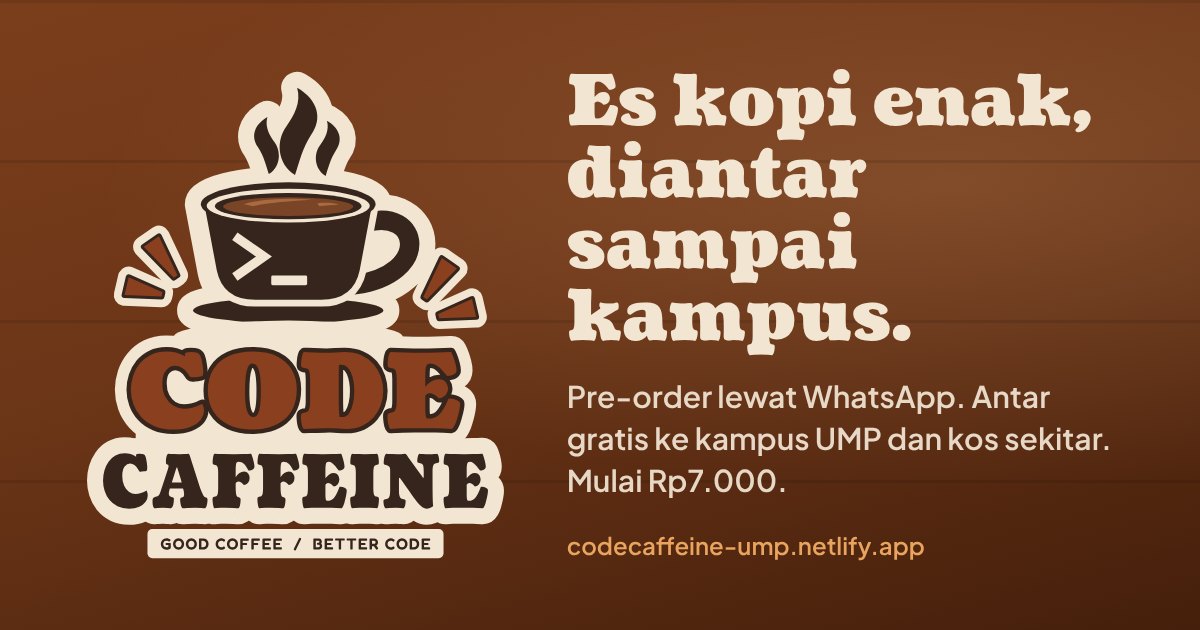 >_
CODE
CAFFEINE
GOOD COFFEE / BETTER CODE
Es kopi enak,
diantar
sampai
kampus.
Pre-order lewat WhatsApp. Antar
gratis ke kampus UMP dan kos sekitar.
Mulai Rp7.000.
codecaffeine-ump.netlify.app